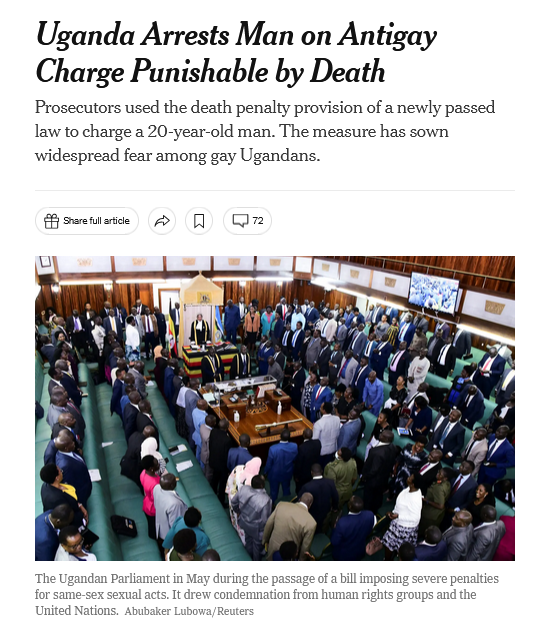 Uganda Arrests Man on Antigay
Charge Punishable by Death
Prosecutors used the death penalty provision of a newly passed
law to charge a 20-year-old man. The measure has sown
widespread fear among gay Ugandans.
Share full article
72
The Ugandan Parliament in May during the passage of a bill imposing severe penalties
for same-sex sexual acts. It drew condemnation from human rights groups and the
United Nations. Abubaker Lubowa/Reuters